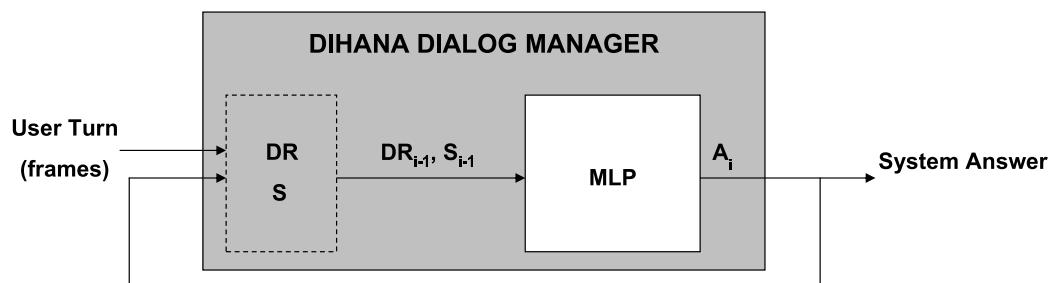 DIHANA DIALOG MANAGER
User Turn
(frames)
DR
S
DR_{i-1}, S_{i-1}
MLP
A_i
System Answer